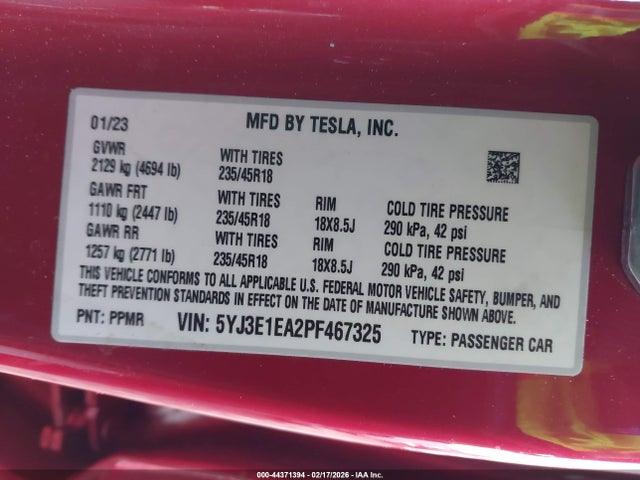 01/23 MFD BY TESLA, INC.
GVWR
2129 kg (4694 lb) WITH TIRES 235/45R18
GAWR FRT
1110 kg (2447 lb) WITH TIRES 235/45R18 RIM 18X8.5J COLD TIRE PRESSURE 290 kPa, 42 psi
GAWR RR
1257 kg (2771 lb) WITH TIRES 235/45R18 RIM 18X8.5J COLD TIRE PRESSURE 290 kPa, 42 psi
THIS VEHICLE CONFORMS TO ALL APPLICABLE U.S. FEDERAL MOTOR VEHICLE SAFETY, BUMPER, AND
THEFT PREVENTION STANDARDS IN EFFECT ON THE DATE OF MANUFACTURE SHOWN ABOVE.
PNT: PPMR VIN: 5YJ3E1EA2PF467325 TYPE: PASSENGER CAR
000-44371394 - 02/17/2026 - IAA Inc.